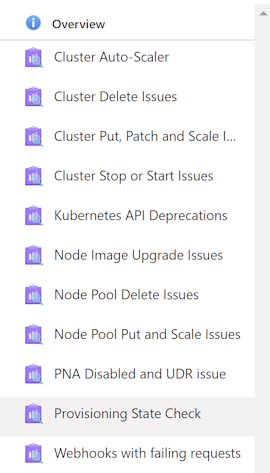 Overview
Cluster Auto-Scaler
Cluster Delete Issues
Cluster Put, Patch and Scale I...
Cluster Stop or Start Issues
Kubernetes API Deprecations
Node Image Upgrade Issues
Node Pool Delete Issues
Node Pool Put and Scale Issues
PNA Disabled and UDR issue
Provisioning State Check
Webhooks with failing requests